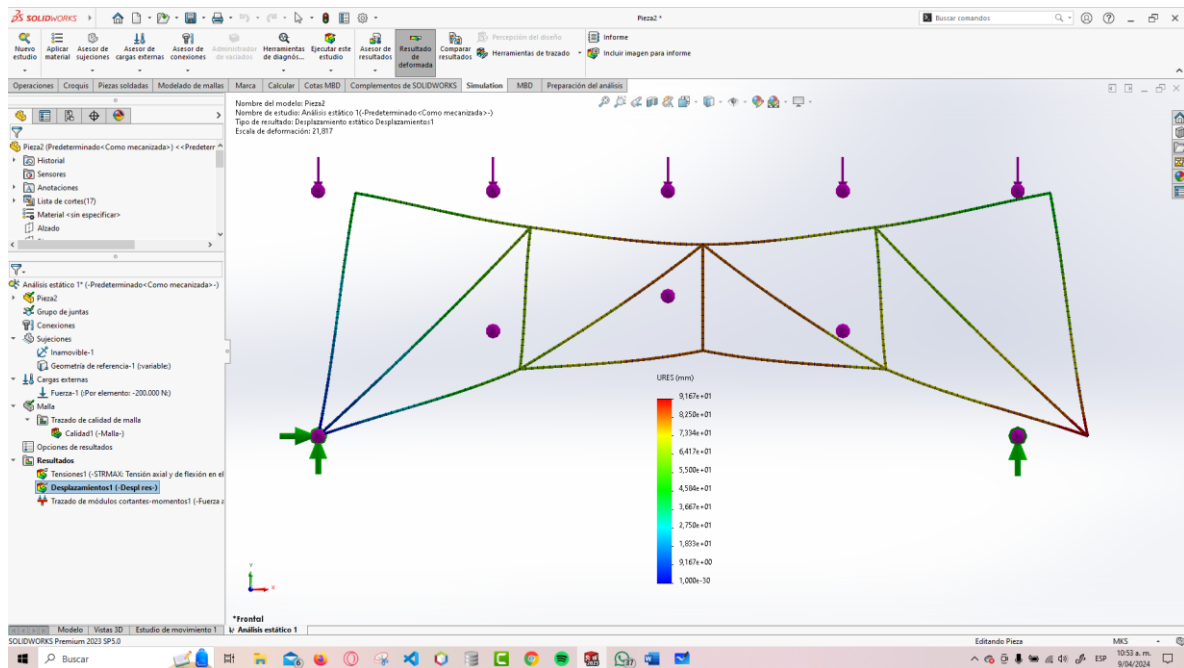 SOLIDWORKS
Pieza2 *
Buscar comandos
Nuevo estudio
Aplicar material
Asesor de sujeciones
Asesor de cargas externas
Asesor de conexiones
Administrador de variados
Herramientas de diagnós...
Ejecutar este estudio
Asesor de resultados
Resultado de deformada
Comparar resultados
Percepción del diseño
Herramientas de trazado
Informe
Incluir imagen para informe
Operaciones
Croquis
Piezas soldadas
Modelado de mallas
Marca
Calcular
Cotas MBD
Complementos de SOLIDWORKS
Simulation
MBD
Preparación del análisis
Pieza2 (Predeterminado<Como mecanizada>) <<Predeterr
Historial
Sensores
Anotaciones
Lista de cortes(17)
Material <sin especificar>
Alzado
Análisis estático 1* (-Predeterminado<Como mecanizada>-)
Pieza2
Grupo de juntas
Conexiones
Sujeciones
Inamovible-1
Geometría de referencia-1 (:variable:)
Cargas externas
Fuerza-1 (:Por elemento: -200.000 N:)
Malla
Trazado de calidad de malla
Calidad1 (-Malla-)
Opciones de resultados
Resultados
Tensiones1 (-STRMAX: Tensión axial y de flexión en el
Desplazamientos1 (-Despl res-)
Trazado de módulos cortantes-momentos1 (-Fuerza a
Nombre del modelo: Pieza2
Nombre de estudio: Análisis estático 1(-Predeterminado<Como mecanizada>-)
Tipo de resultado: Desplazamiento estático Desplazamientos1
Escala de deformación: 21,817
URES (mm)
9,167e+01
8,250e+01
7,334e+01
6,417e+01
5,500e+01
4,584e+01
3,667e+01
2,750e+01
1,833e+01
9,167e+00
1,000e-30
Y
X
*Frontal
Modelo
Vistas 3D
Estudio de movimiento 1
Análisis estático 1
SOLIDWORKS Premium 2023 SP5.0
Editando Pieza
MKS
Buscar
ESP
10:53 a. m.
9/04/2024